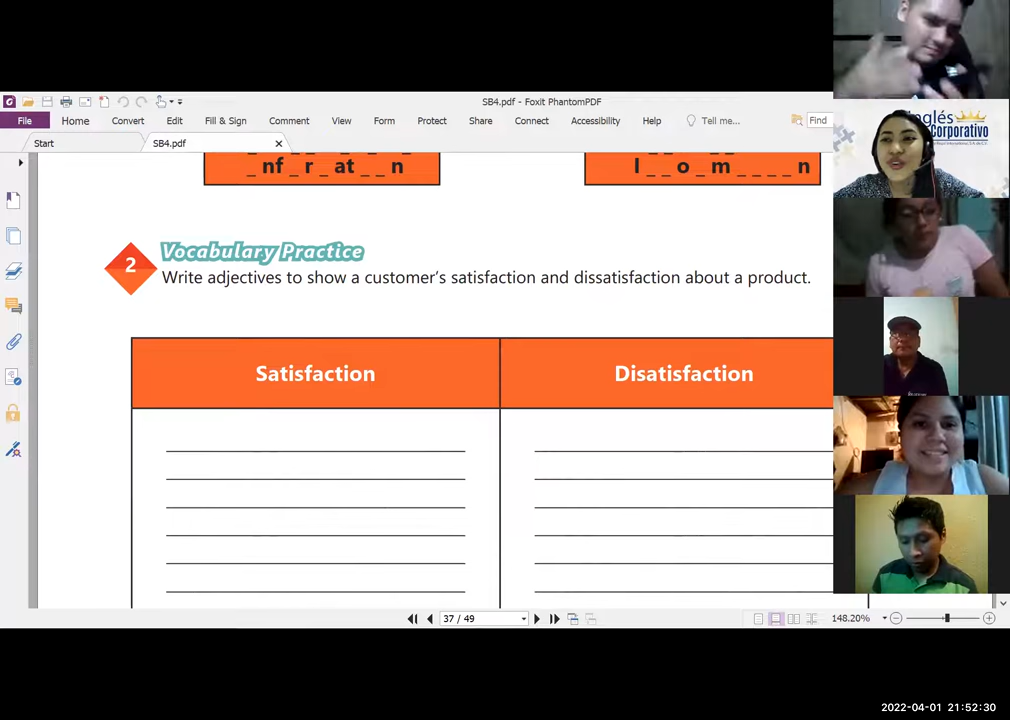 SB4.pdf - Foxit PhantomPDF
File Home Convert Edit Fill & Sign Comment View Form Protect Share Connect Accessibility Help Tell me... Find
Start SB4.pdf
_ nf _ r _ at _ _ n
l _ _ o _ m _ _ _ _ n
2
Vocabulary Practice
Write adjectives to show a customer's satisfaction and dissatisfaction about a product.
Satisfaction Disatisfaction
37 / 49
148.20%
Inglés
Corporativo
2022-04-01 21:52:30